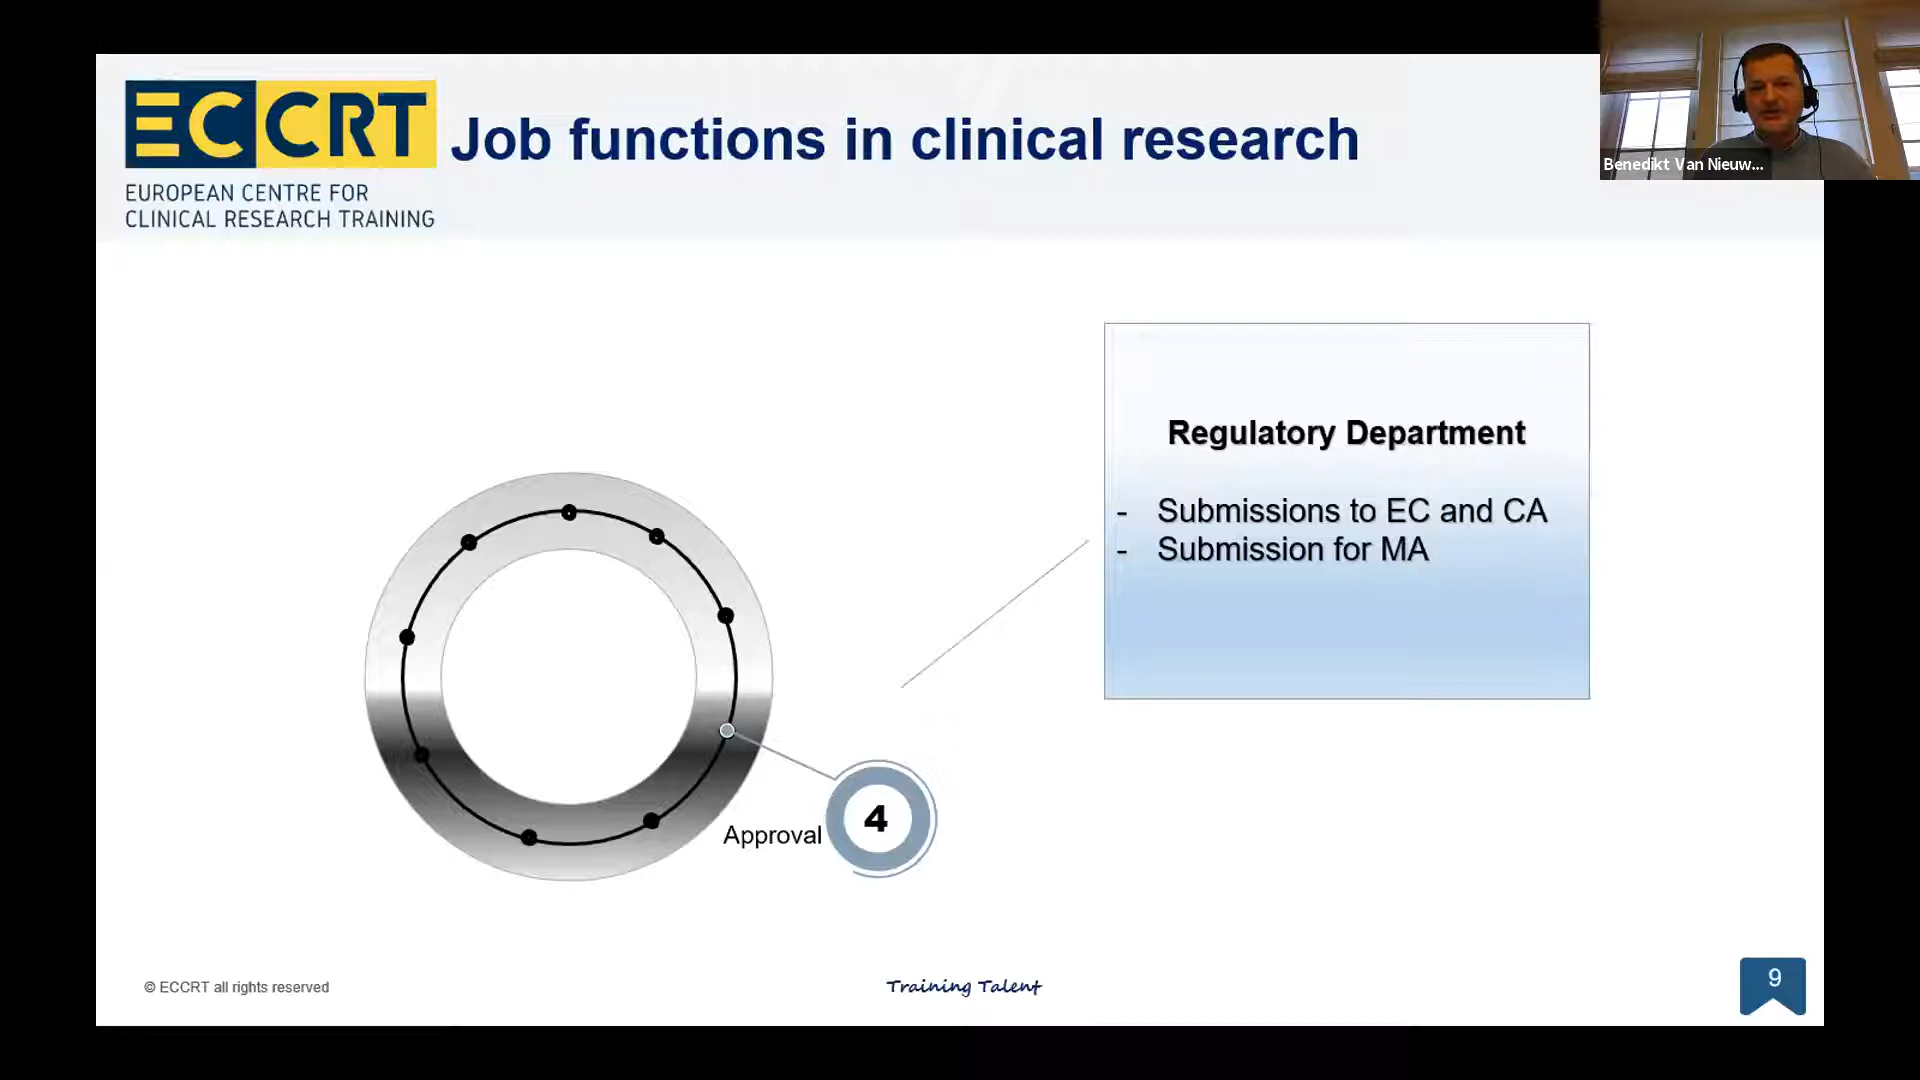 ECCRT
EUROPEAN CENTRE FOR
CLINICAL RESEARCH TRAINING
Job functions in clinical research
Benedikt Van Nieuw...
Regulatory Department
- Submissions to EC and CA
- Submission for MA
Approval
4
© ECCRT all rights reserved
Training Talent
9